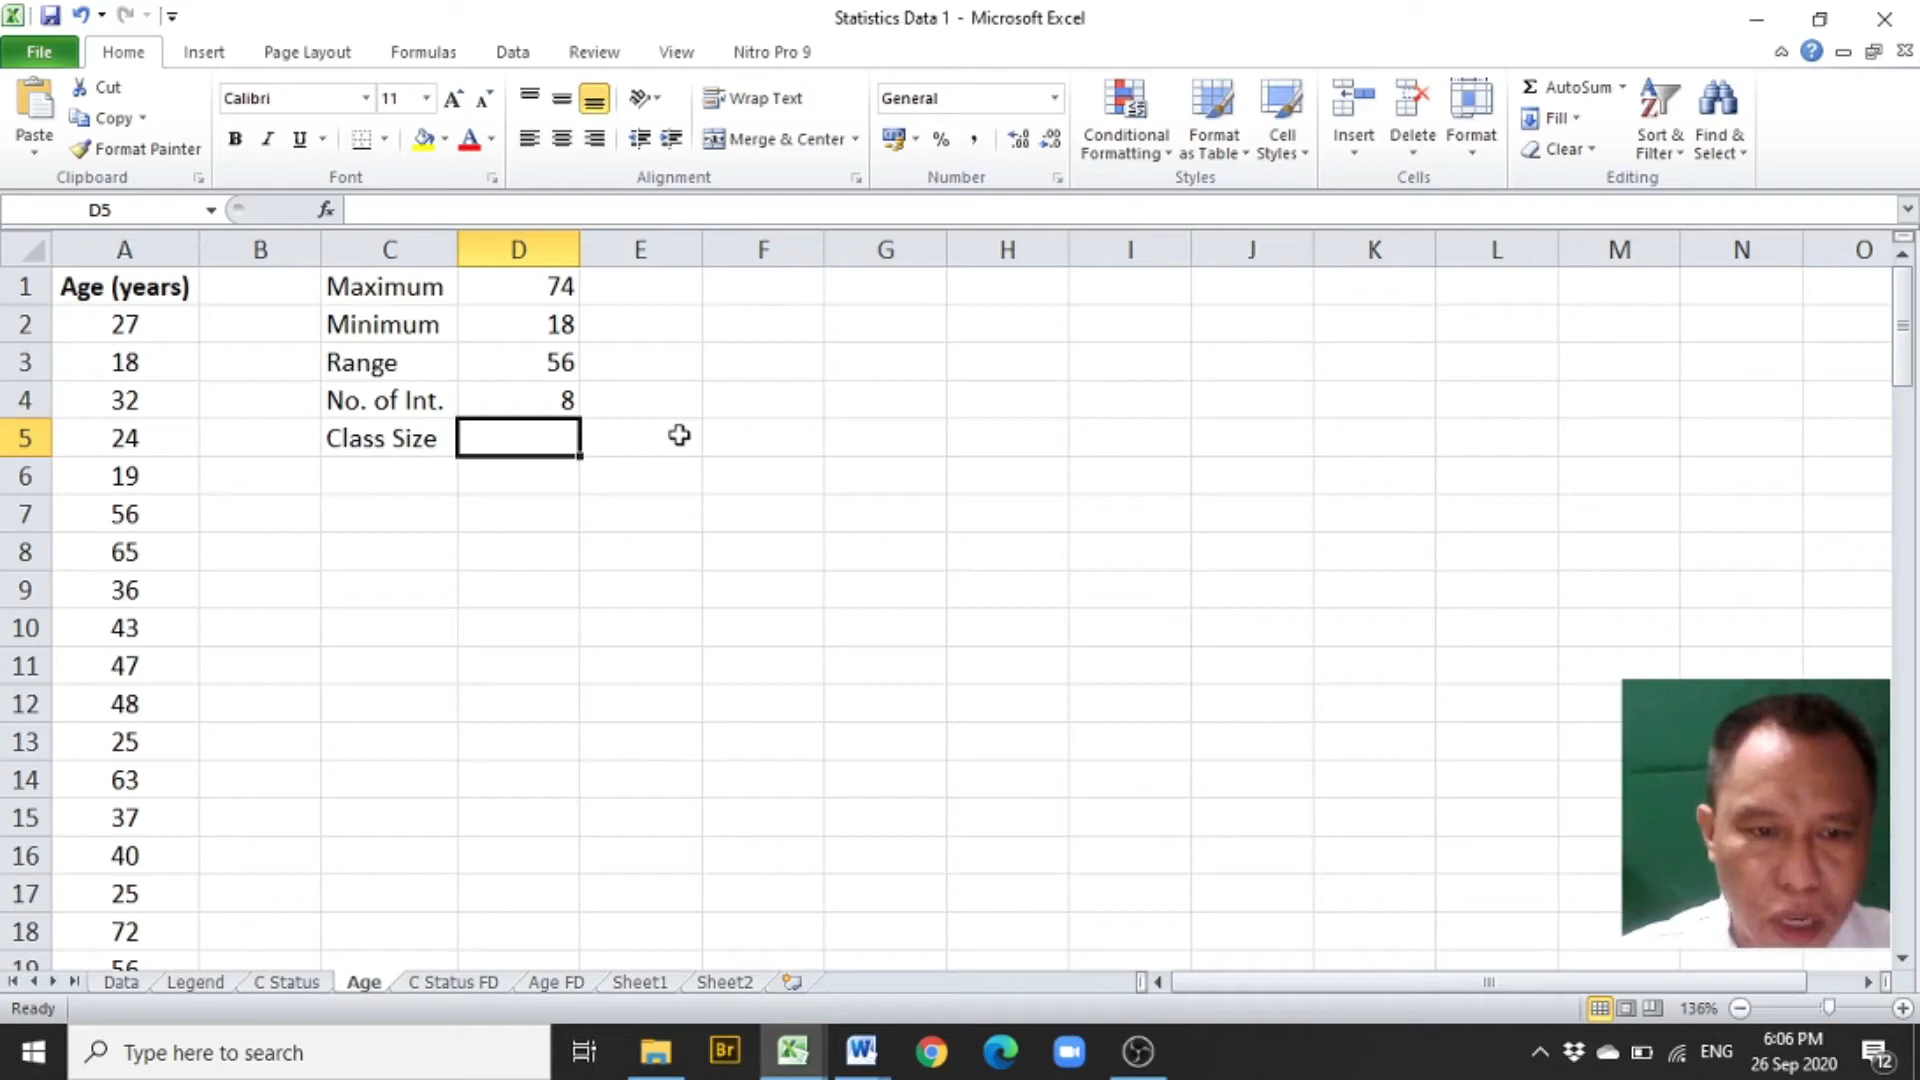 Statistics Data 1 - Microsoft Excel
File Home Insert Page Layout Formulas Data Review View Nitro Pro 9
Paste
Cut
Copy
Format Painter
Clipboard
Calibri 11
B I U
Font
Wrap Text
Merge & Center
Alignment
General
%
Number
Conditional Formatting
Format as Table
Cell Styles
Styles
Insert Delete Format
Cells
AutoSum
Fill
Clear
Sort & Filter
Find & Select
Editing
D5 fx
A B C D E F G H I J K L M N O
1 Age (years) Maximum 74
2 27 Minimum 18
3 18 Range 56
4 32 No. of Int. 8
5 24 Class Size
6 19
7 56
8 65
9 36
10 43
11 47
12 48
13 25
14 63
15 37
16 40
17 25
18 72
19 56
Data Legend C Status Age C Status FD Age FD Sheet1 Sheet2
Ready 136%
Type here to search
Br
ENG
6:06 PM
26 Sep 2020
12